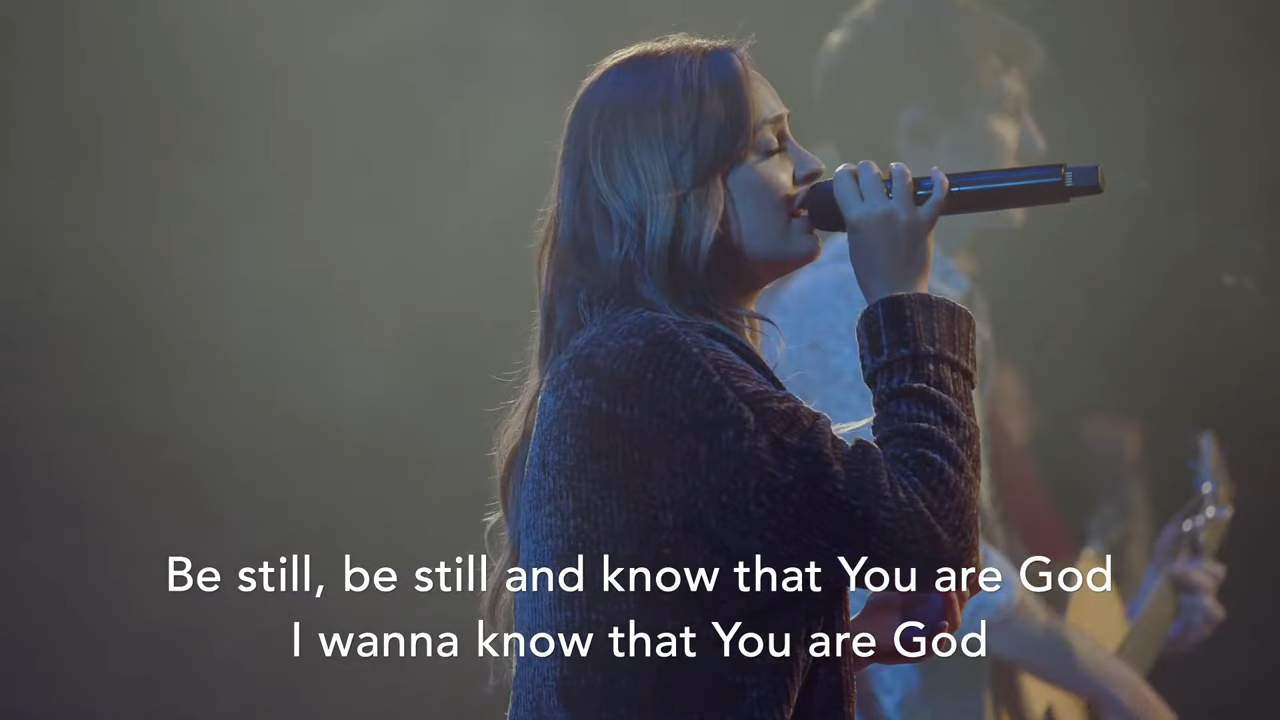 Be still, be still and know that You are God
I wanna know that You are God